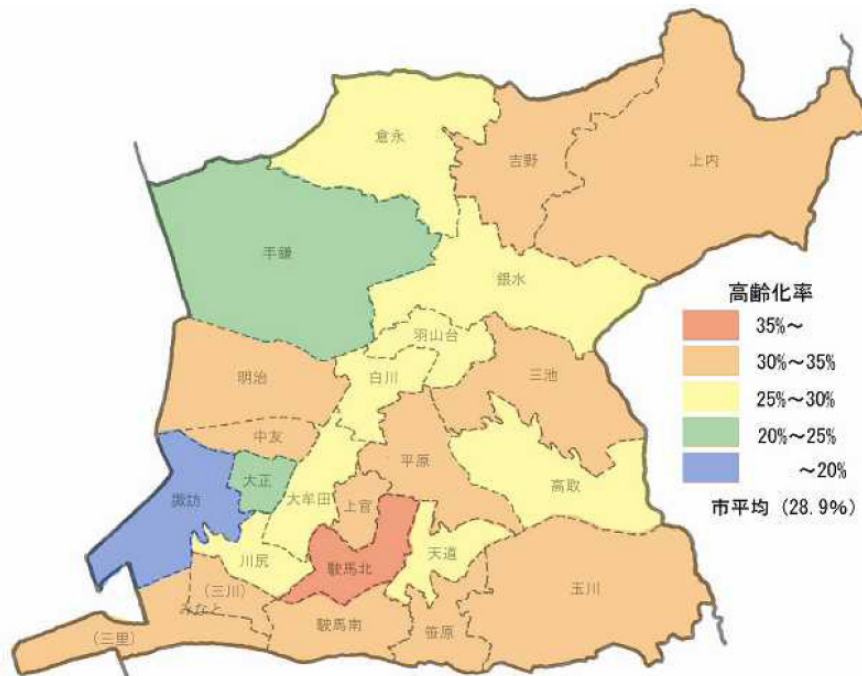 倉永
吉野
上内
手鎌
銀水
羽山台
明治
白川
三池
中友
平原
大正
大牟田
高取
諏訪
上官
川尻
駛馬北
天道
(三川)
みなと
(三里)
駛馬南
笹原
玉川
高齢化率
35%～
30%～35%
25%～30%
20%～25%
～20%
市平均 (28.9%)